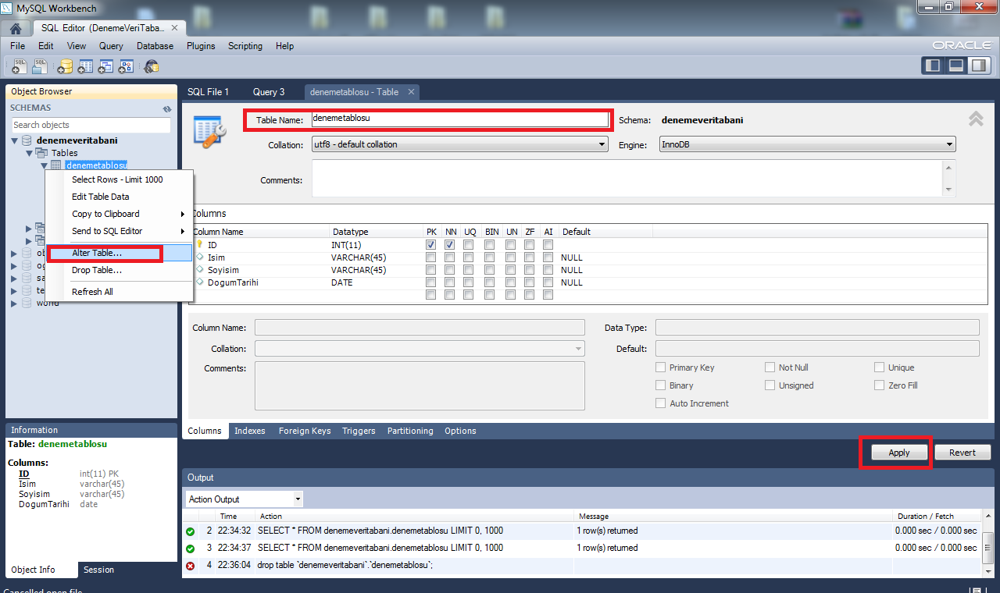 MySQL Workbench
SQL Editor (DenemeVeriTaba...
File Edit View Query Database Plugins Scripting Help
ORACLE
Object Browser
SCHEMAS
Search objects
denemeveritabani
Tables
denemetablosu
Select Rows - Limit 1000
Edit Table Data
Copy to Clipboard
Send to SQL Editor
Alter Table...
Drop Table...
Refresh All
world
SQL File 1 Query 3 denemetablosu - Table
Table Name: denemetablosu Schema: denemeveritabani
Collation: utf8 - default collation Engine: InnoDB
Comments:
Columns
Column Name Datatype PK NN UQ BIN UN ZF AI Default
ID INT(11)
Isim VARCHAR(45) NULL
Soyisim VARCHAR(45) NULL
DogumTarihi DATE NULL
Column Name: Data Type:
Collation: Default:
Comments: Primary Key Not Null Unique
Binary Unsigned Zero Fill
Auto Increment
Columns Indexes Foreign Keys Triggers Partitioning Options
Apply Revert
Information
Table: denemetablosu
Columns:
ID int(11) PK
Isim varchar(45)
Soyisim varchar(45)
DogumTarihi date
Object Info Session
Output
Action Output
Time Action Message Duration / Fetch
2 22:34:32 SELECT * FROM denemeveritabani.denemetablosu LIMIT 0, 1000 1 row(s) returned 0.000 sec / 0.000 sec
3 22:34:37 SELECT * FROM denemeveritabani.denemetablosu LIMIT 0, 1000 1 row(s) returned 0.000 sec / 0.000 sec
4 22:36:04 drop table `denemeveritabani`.`denemetablosu`;
Cancelled open file